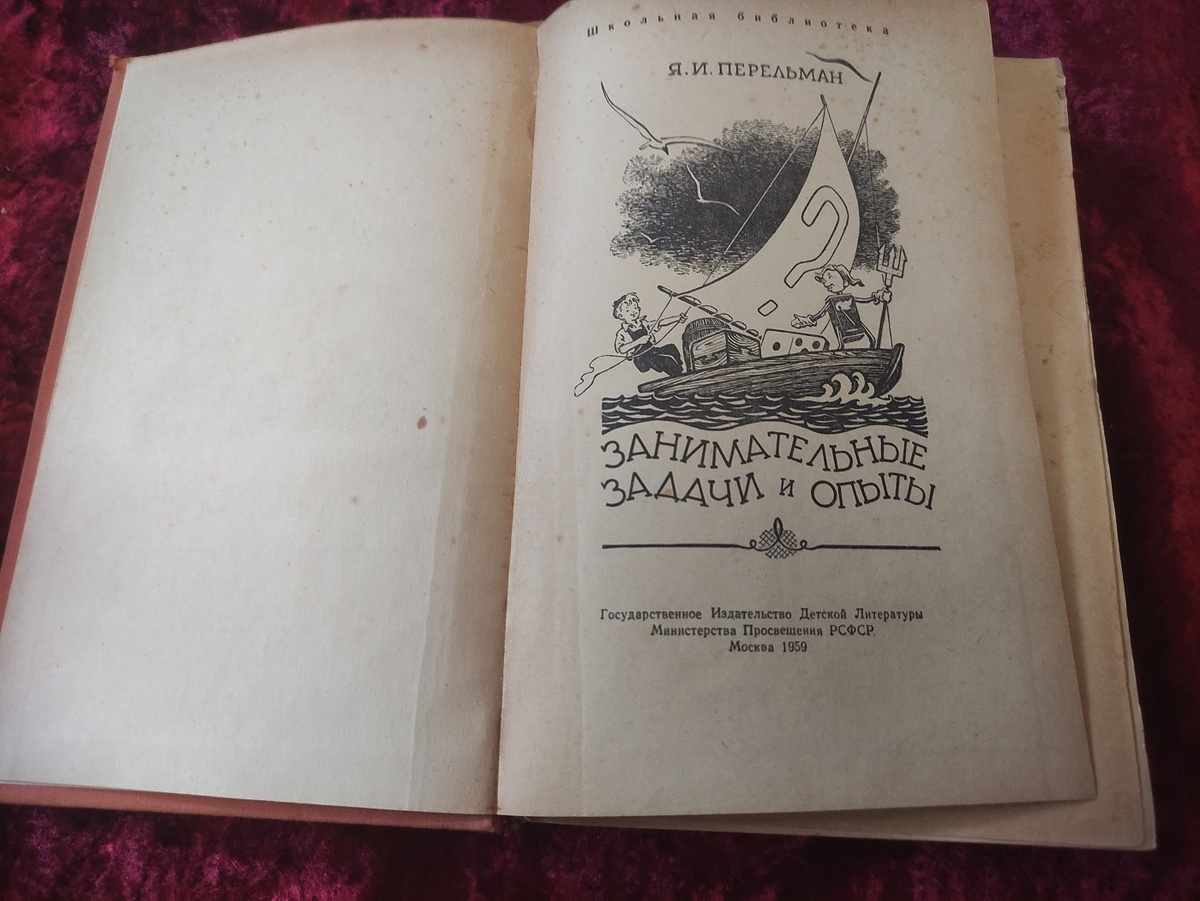 Школьная библиотека
Я. И. ПЕРЕЛЬМАН
?
ЗАНИМАТЕЛЬНЫЕ
ЗАДАЧИ И ОПЫТЫ
Государственное Издательство Детской Литературы
Министерства Просвещения РСФСР
Москва 1959